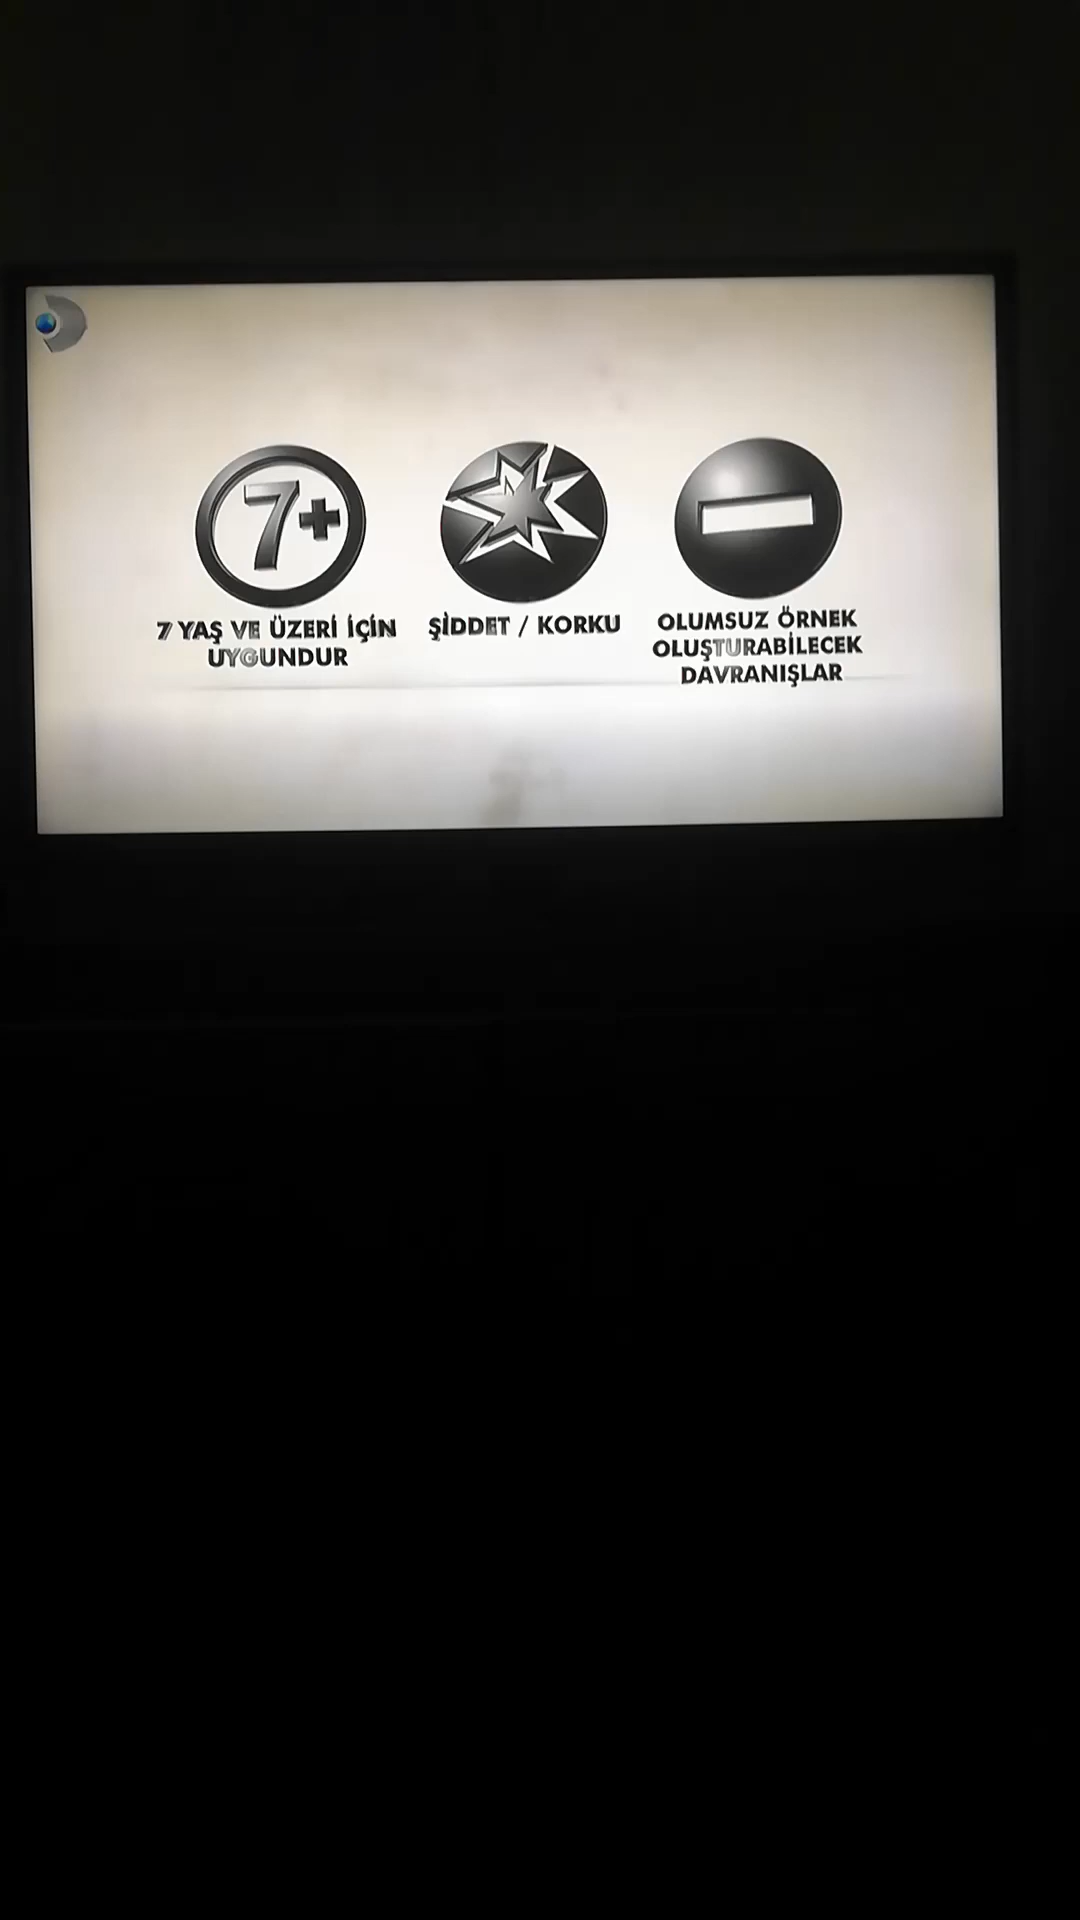 7+
7 YAŞ VE ÜZERİ İÇİN
UYGUNDUR
ŞİDDET / KORKU
OLUMSUZ ÖRNEK
OLUŞTURABİLECEK
DAVRANIŞLAR